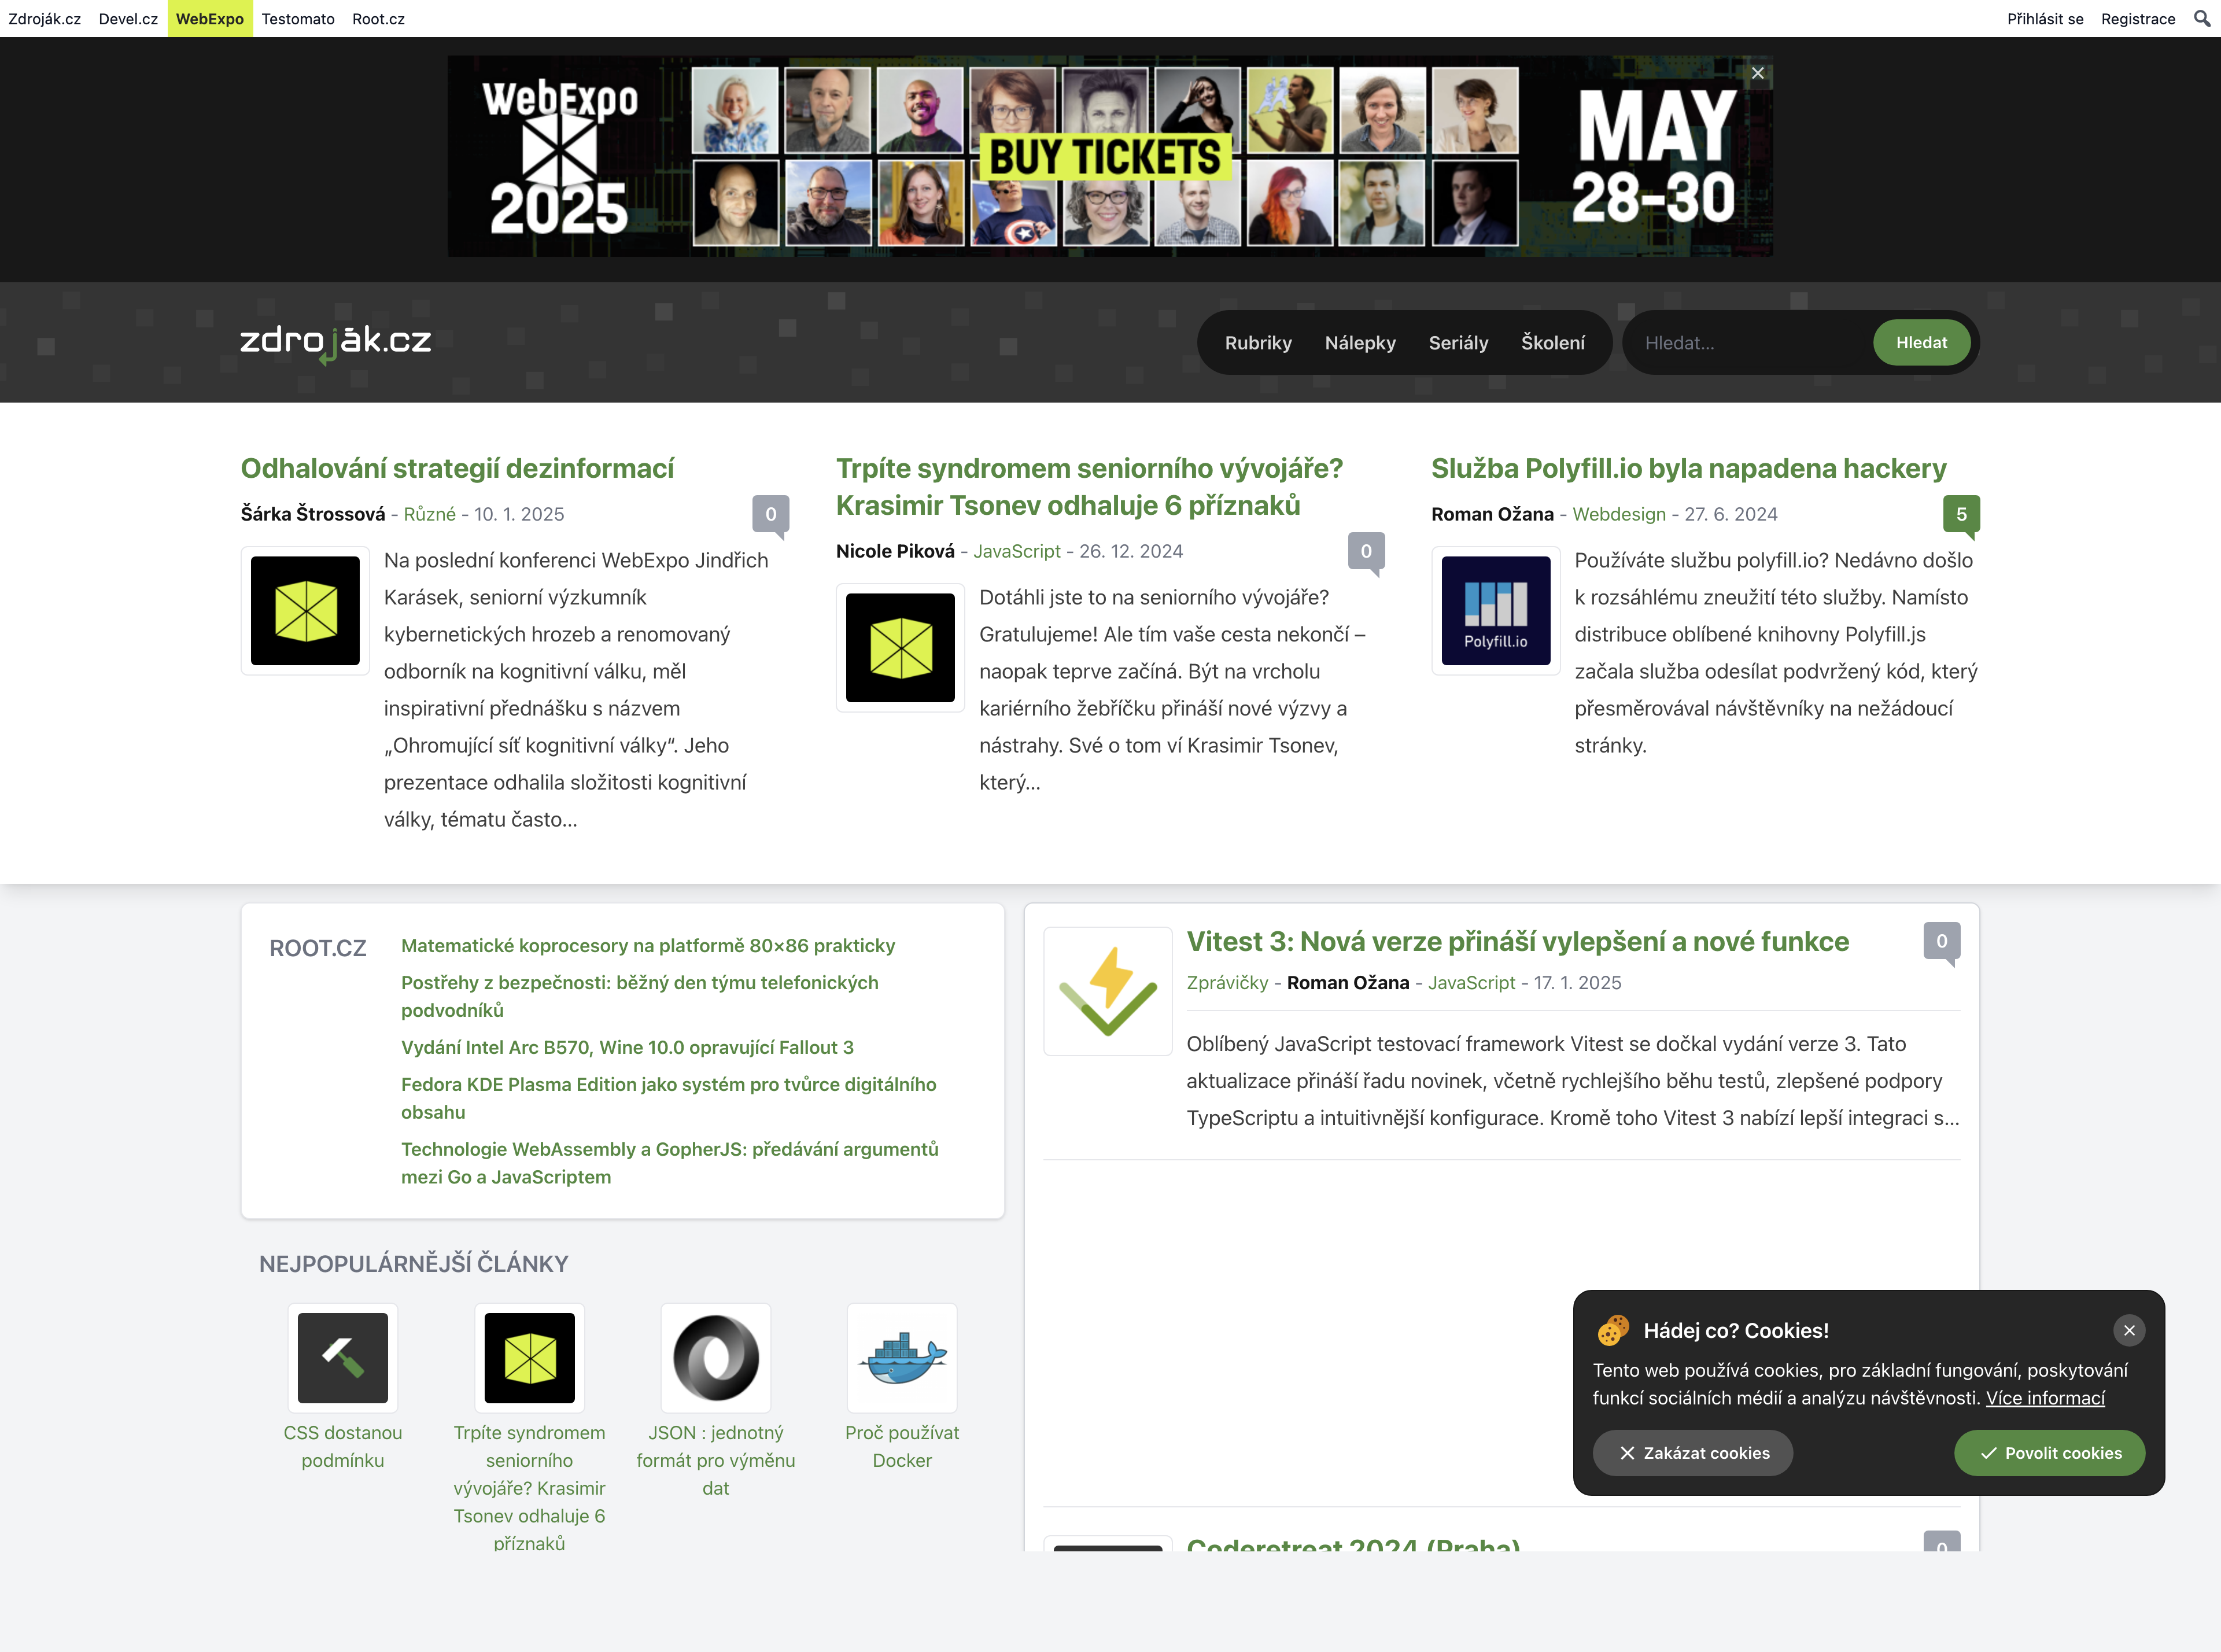 Zdroják.cz Devel.cz WebExpo Testomato Root.cz Přihlásit se Registrace
WebExpo
2025
BUY TICKETS
MAY
28-30
zdroják.cz
Rubriky Nálepky Seriály Školení Hledat... Hledat
Odhalování strategií dezinformací
Šárka Štrossová - Různé - 10. 1. 2025 0
Na poslední konferenci WebExpo Jindřich
Karásek, seniorní výzkumník
kybernetických hrozeb a renomovaný
odborník na kognitivní válku, měl
inspirativní přednášku s názvem
„Ohromující síť kognitivní války“. Jeho
prezentace odhalila složitosti kognitivní
války, tématu často...
Trpíte syndromem seniorního vývojáře?
Krasimir Tsonev odhaluje 6 příznaků
Nicole Piková - JavaScript - 26. 12. 2024 0
Dotáhli jste to na seniorního vývojáře?
Gratulujeme! Ale tím vaše cesta nekončí –
naopak teprve začíná. Být na vrcholu
kariérního žebříčku přináší nové výzvy a
nástrahy. Své o tom ví Krasimir Tsonev,
který...
Služba Polyfill.io byla napadena hackery
Roman Ožana - Webdesign - 27. 6. 2024 5
Polyfill.io
Používáte službu polyfill.io? Nedávno došlo
k rozsáhlému zneužití této služby. Namísto
distribuce oblíbené knihovny Polyfill.js
začala služba odesílat podvržený kód, který
přesměrovával návštěvníky na nežádoucí
stránky.
ROOT.CZ
Matematické koprocesory na platformě 80×86 prakticky
Postřehy z bezpečnosti: běžný den týmu telefonických
podvodníků
Vydání Intel Arc B570, Wine 10.0 opravující Fallout 3
Fedora KDE Plasma Edition jako systém pro tvůrce digitálního
obsahu
Technologie WebAssembly a GopherJS: předávání argumentů
mezi Go a JavaScriptem
NEJPOPULÁRNĚJŠÍ ČLÁNKY
CSS dostanou
podmínku
Trpíte syndromem
seniorního
vývojáře? Krasimir
Tsonev odhaluje 6
příznaků
JSON : jednotný
formát pro výměnu
dat
Proč používat
Docker
Vitest 3: Nová verze přináší vylepšení a nové funkce 0
Zprávičky - Roman Ožana - JavaScript - 17. 1. 2025
Oblíbený JavaScript testovací framework Vitest se dočkal vydání verze 3. Tato
aktualizace přináší řadu novinek, včetně rychlejšího běhu testů, zlepšené podpory
TypeScriptu a intuitivnější konfigurace. Kromě toho Vitest 3 nabízí lepší integraci s...
Coderetreat 2024 (Praha) 0
Hádej co? Cookies!
Tento web používá cookies, pro základní fungování, poskytování
funkcí sociálních médií a analýzu návštěvnosti. Více informací
Zakázat cookies Povolit cookies